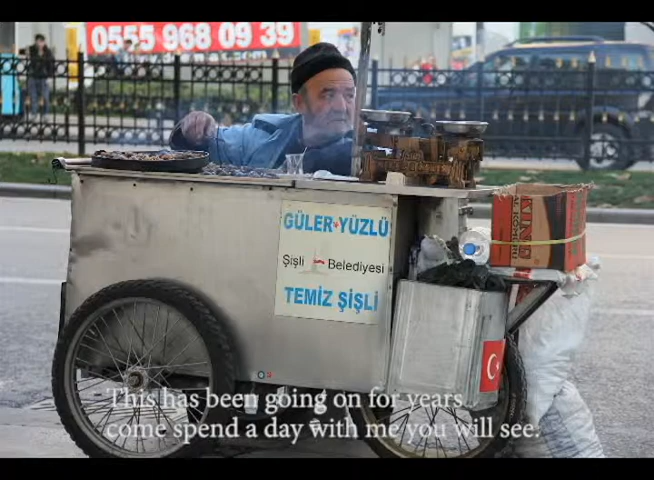 0555 968 09 39
GÜLER YÜZLÜ
Şişli Belediyesi
TEMİZ ŞİŞLİ
KIND
This has been going on for years
come spend a day with me you will see.